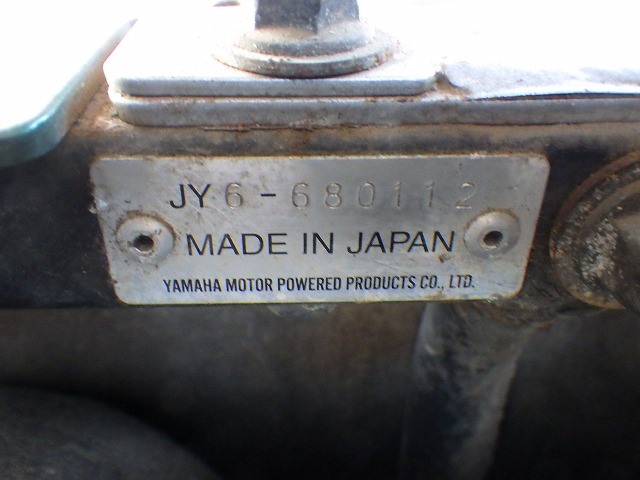 JY6-680112
MADE IN JAPAN
YAMAHA MOTOR POWERED PRODUCTS CO., LTD.